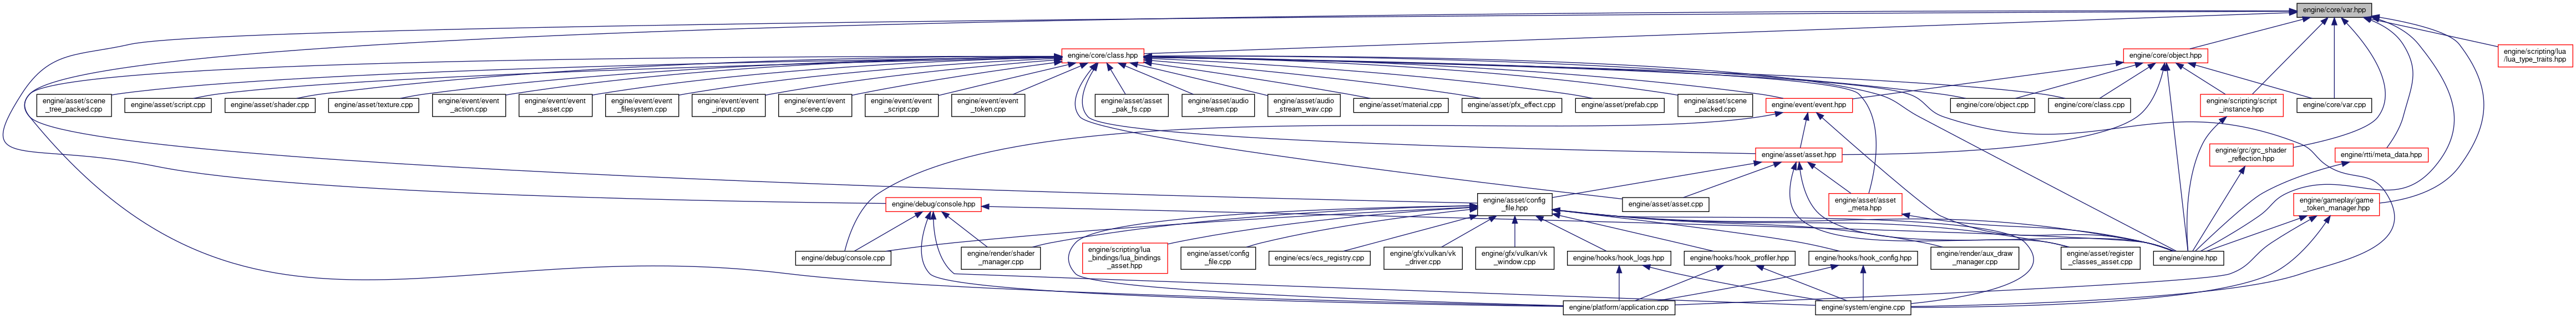 engine/core/var.hpp
engine/core/class.hpp
engine/core/object.hpp
engine/scripting/lua
_lua_type_traits.hpp
engine/asset/scene
_tree_packed.cpp
engine/asset/script.cpp
engine/asset/shader.cpp
engine/asset/texture.cpp
engine/event/event
_action.cpp
engine/event/event
_asset.cpp
engine/event/event
_filesystem.cpp
engine/event/event
_input.cpp
engine/event/event
_scene.cpp
engine/event/event
_script.cpp
engine/event/event
_token.cpp
engine/asset/asset
_pak_fs.cpp
engine/asset/audio
_stream.cpp
engine/asset/audio
_stream_wav.cpp
engine/asset/material.cpp
engine/asset/pfx_effect.cpp
engine/asset/prefab.cpp
engine/asset/scene
_packed.cpp
engine/event/event.hpp
engine/core/object.cpp
engine/core/class.cpp
engine/scripting/script
_instance.hpp
engine/core/var.cpp
engine/asset/asset.hpp
engine/grc/grc_shader
_reflection.hpp
engine/rtti/meta_data.hpp
engine/debug/console.hpp
engine/asset/config
_file.hpp
engine/asset/asset.cpp
engine/asset/asset
_meta.hpp
engine/gameplay/game
_token_manager.hpp
engine/debug/console.cpp
engine/render/shader
_manager.cpp
engine/scripting/lua
_bindings/lua_bindings
_asset.hpp
engine/asset/config
_file.cpp
engine/ecs/ecs_registry.cpp
engine/gfx/vulkan/vk
_driver.cpp
engine/gfx/vulkan/vk
_window.cpp
engine/hooks/hook_logs.hpp
engine/hooks/hook_profiler.hpp
engine/hooks/hook_config.hpp
engine/render/aux_draw
_manager.cpp
engine/asset/register
_classes_asset.cpp
engine/engine.hpp
engine/platform/application.cpp
engine/system/engine.cpp